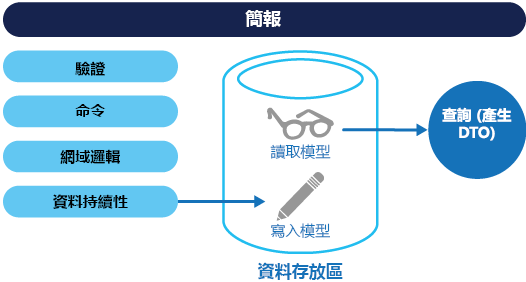 簡報
驗證
命令
網域邏輯
資料持續性
讀取模型
寫入模型
資料存放區
查詢 (產生
DTO)